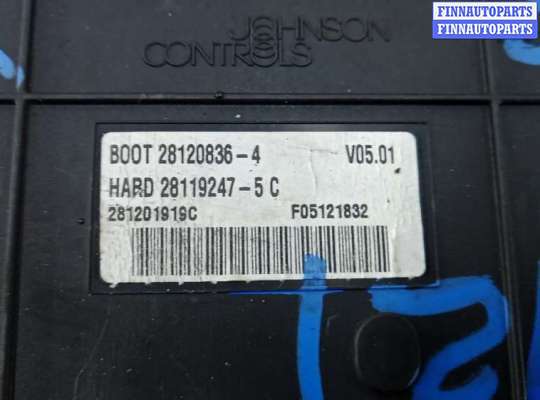 FINNAUTOPARTS
FINNAUTOPARTS
JOHNSON
CONTROLS
BOOT 28120836-4 V05.01
HARD 28119247-5 C
281201919C F05121832